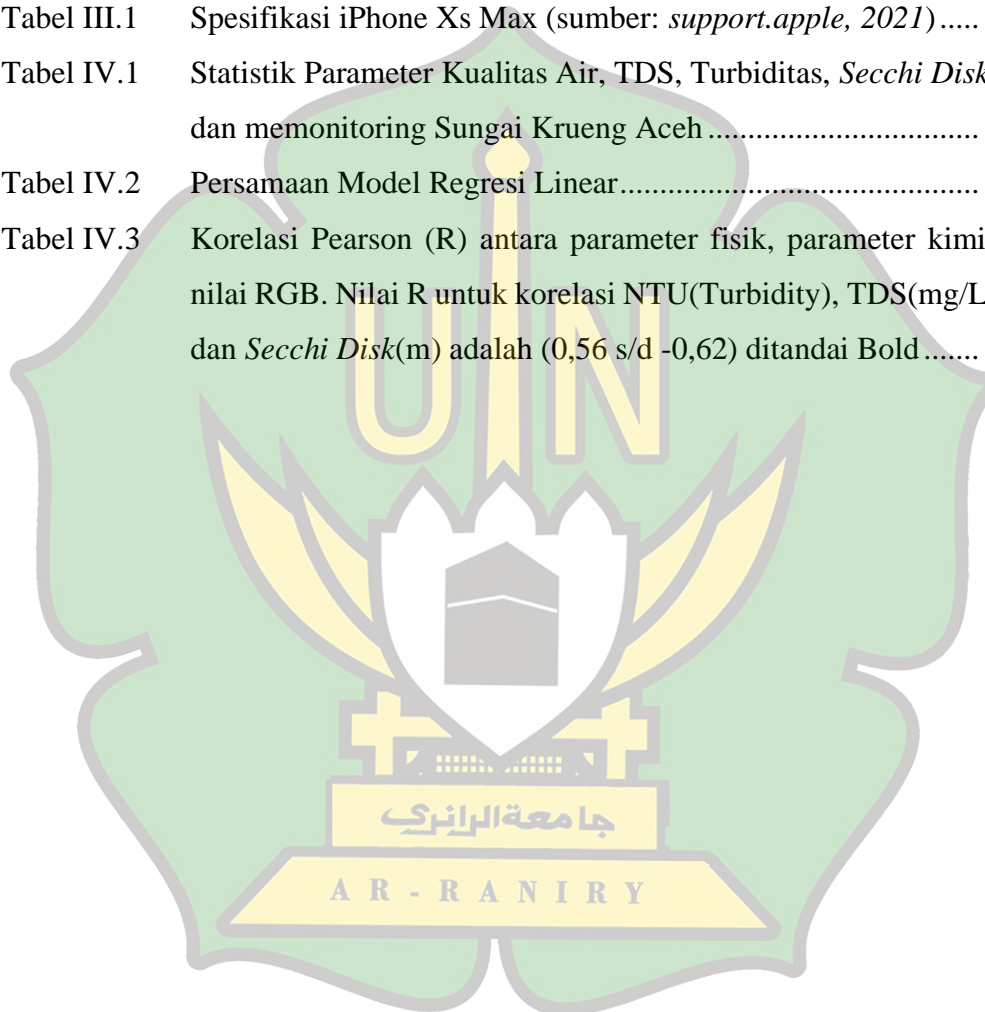 Tabel III.1 Spesifikasi iPhone Xs Max (sumber: support.apple, 2021).....
Tabel IV.1 Statistik Parameter Kualitas Air, TDS, Turbiditas, Secchi Disk
dan memonitoring Sungai Krueng Aceh................................
Tabel IV.2 Persamaan Model Regresi Linear...........................................
Tabel IV.3 Korelasi Pearson (R) antara parameter fisik, parameter kimi
nilai RGB. Nilai R untuk korelasi NTU(Turbidity), TDS(mg/L
dan Secchi Disk(m) adalah (0,56 s/d -0,62) ditandai Bold.......
UIN
جامعة الرانري
AR-RANIRY